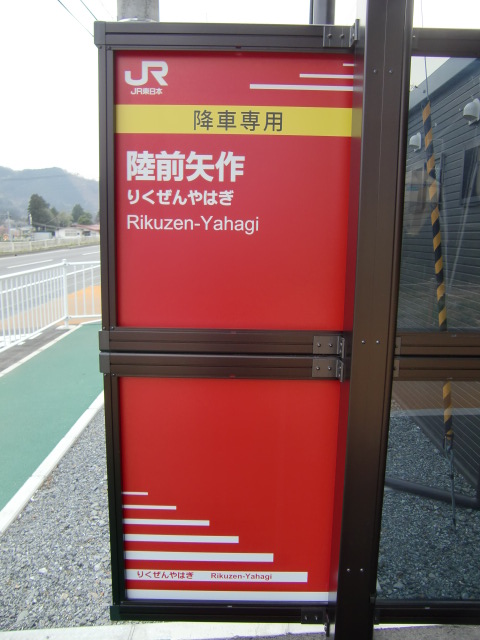 JR
JR東日本
降車専用
陸前矢作
りくぜんやはぎ
Rikuzen-Yahagi
りくぜんやはぎ Rikuzen-Yahagi